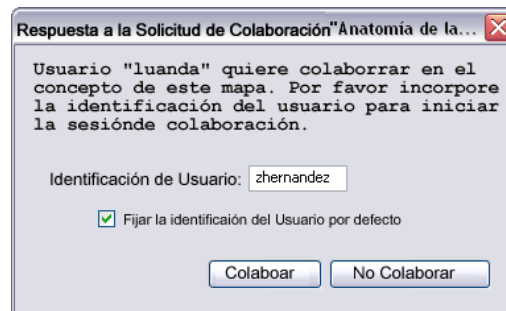 Respuesta a la Solicitud de Colaboración"Anatomía de la...
Usuario "luanda" quiere colaborrar en el
concepto de este mapa. Por favor incorpore
la identificación del usuario para iniciar
la sesiónde colaboración.
Identificación de Usuario: zhernandez
Fijar la identificaión del Usuario por defecto
Colaboar No Colaborar